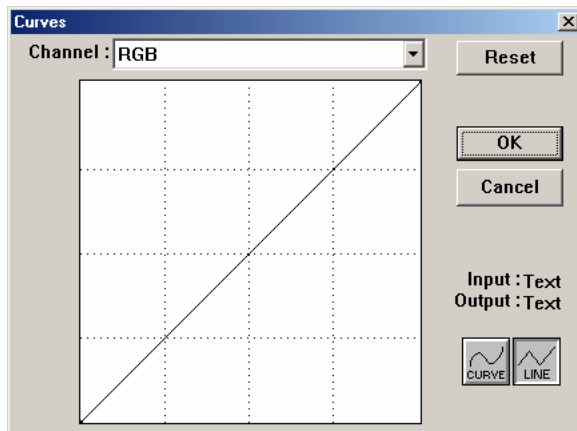 Curves
Channel : RGB
Reset
OK
Cancel
Input : Text
Output : Text
CURVE
LINE